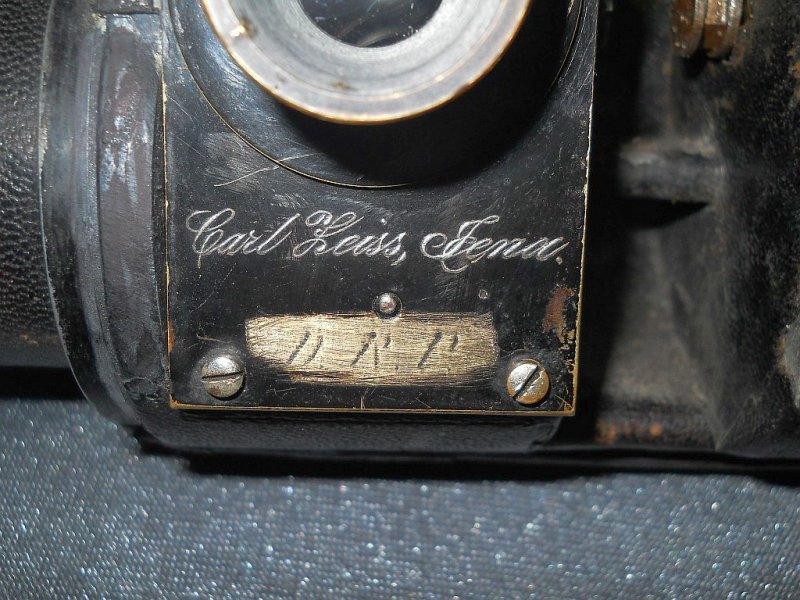 Carl Zeiss, Jena.
D. R. P.